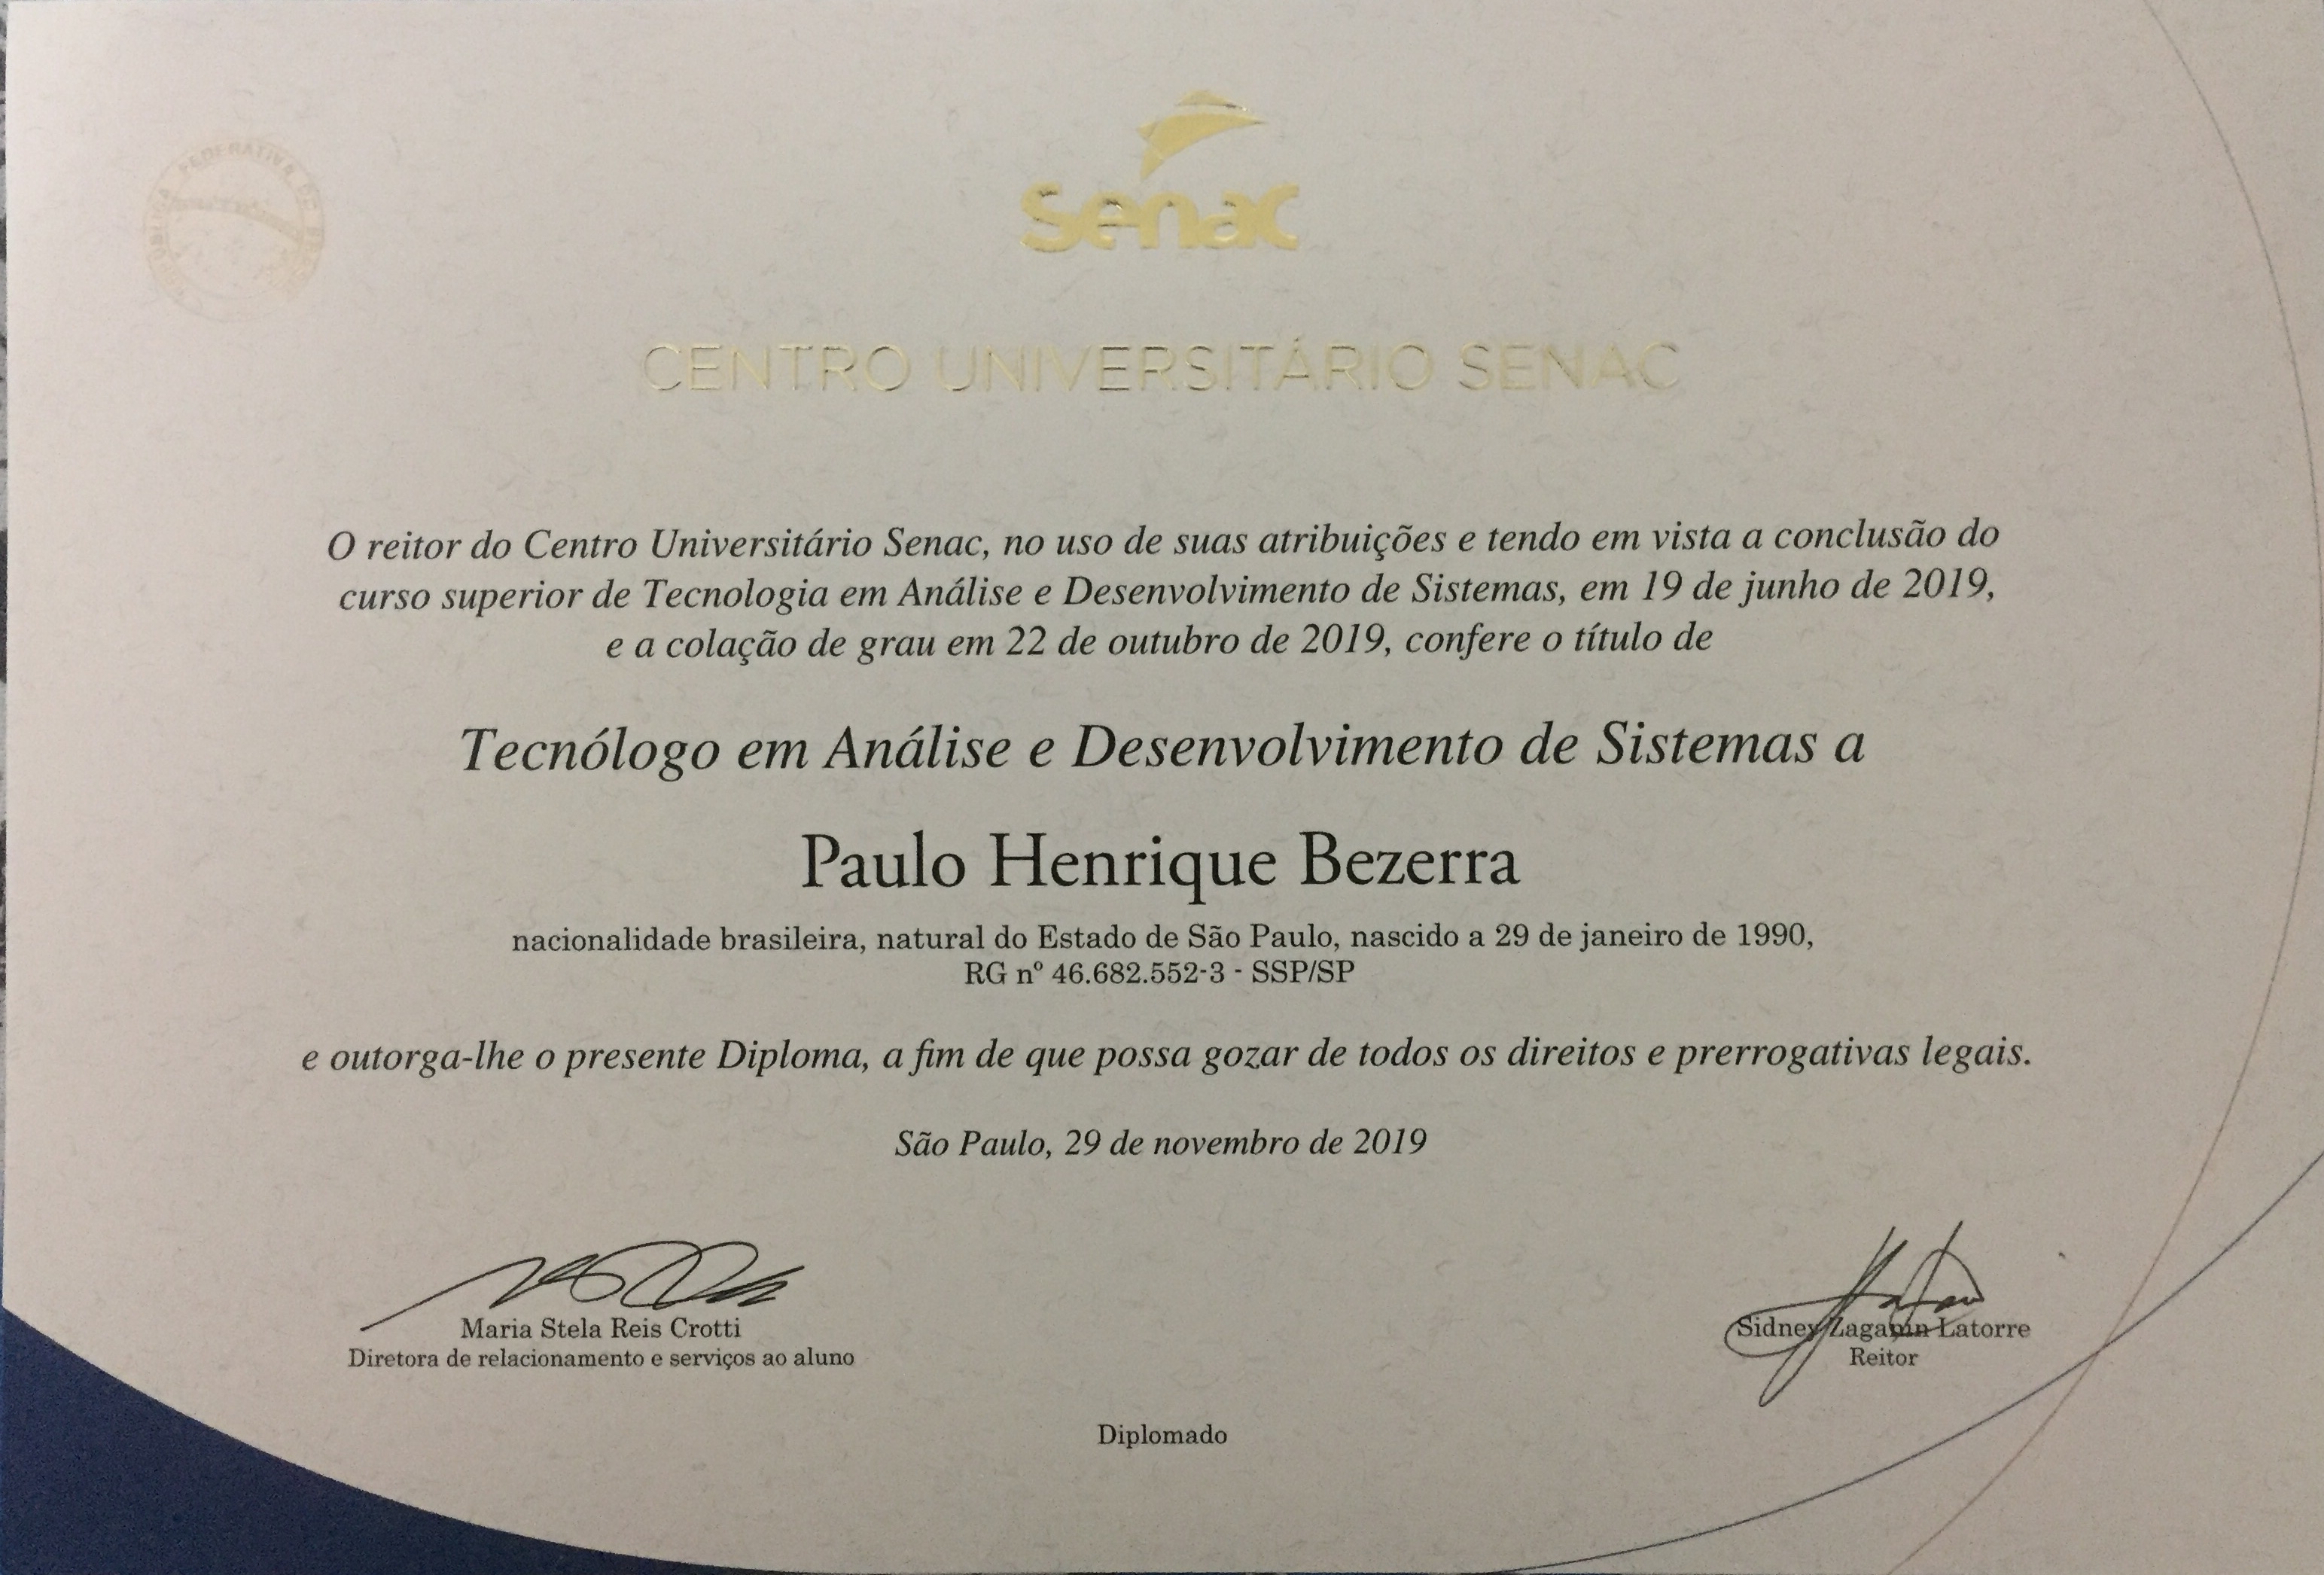 senac
CENTRO UNIVERSITÁRIO SENAC
O reitor do Centro Universitário Senac, no uso de suas atribuições e tendo em vista a conclusão do
curso superior de Tecnologia em Análise e Desenvolvimento de Sistemas, em 19 de junho de 2019,
e a colação de grau em 22 de outubro de 2019, confere o título de
Tecnólogo em Análise e Desenvolvimento de Sistemas a
Paulo Henrique Bezerra
nacionalidade brasileira, natural do Estado de São Paulo, nascido a 29 de janeiro de 1990,
RG nº 46.682.552-3 - SSP/SP
e outorga-lhe o presente Diploma, a fim de que possa gozar de todos os direitos e prerrogativas legais.
São Paulo, 29 de novembro de 2019
Maria Stela Reis Crotti
Diretora de relacionamento e serviços ao aluno
Sidney Zaganin Latorre
Reitor
Diplomado